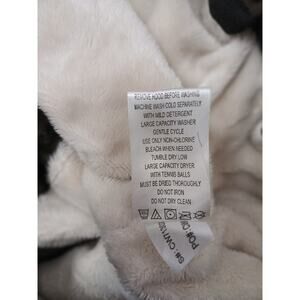 REMOVE HOOD BEFORE WASHING
MACHINE WASH COLD SEPARATELY
WITH MILD DETERGENT
LARGE CAPACITY WASHER
GENTLE CYCLE
USE ONLY NON-CHLORINE
BLEACH WHEN NEEDED
TUMBLE DRY LOW
LARGE CAPACITY DRYER
WITH TENNIS BALLS
MUST BE DRIED THOROUGHLY
DO NOT IRON
DO NOT DRY CLEAN